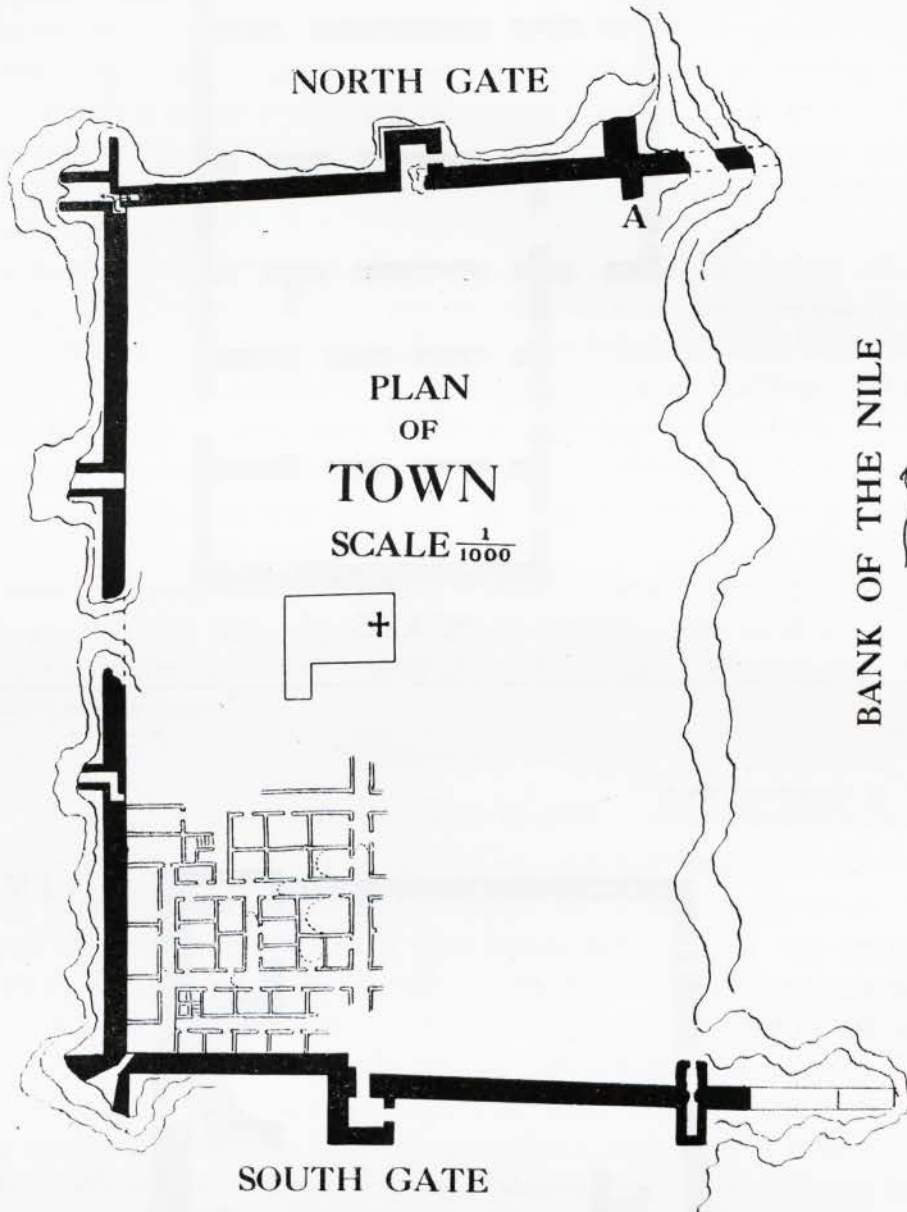 NORTH GATE
A
PLAN
OF
TOWN
SCALE 1/1000
BANK OF THE NILE
SOUTH GATE